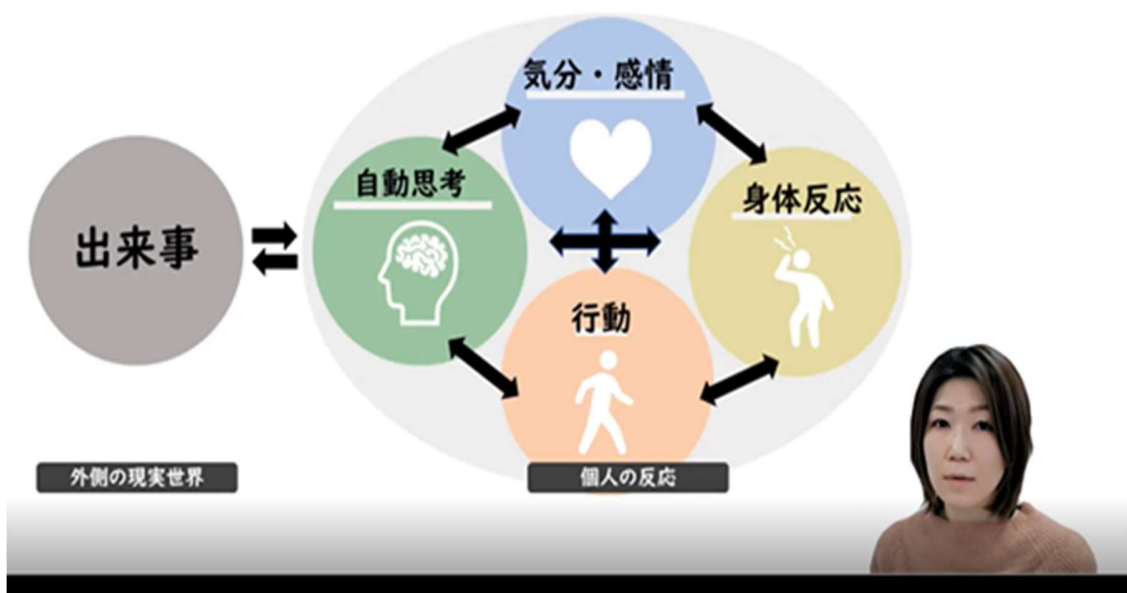 気分・感情
自動思考
身体反応
出来事
行動
外側の現実世界
個人の反応